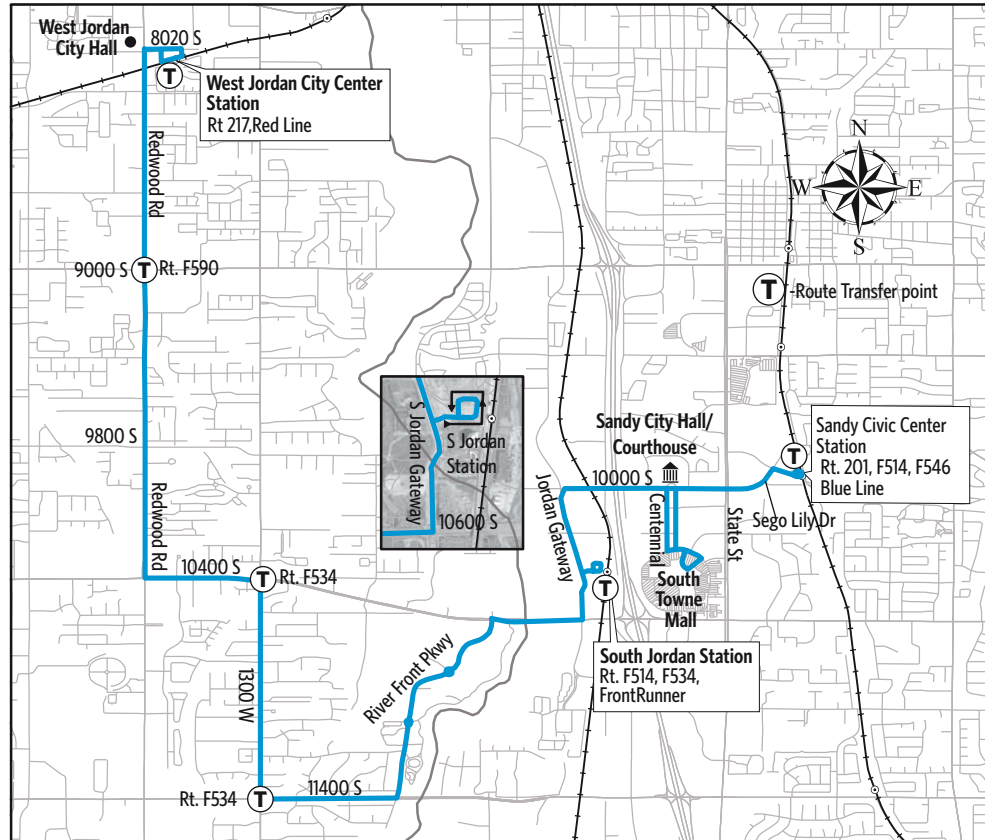 West Jordan
City Hall
8020 S
T
West Jordan City Center
Station
Rt 217,Red Line
Redwood Rd
N
W
E
S
9000 S
T
Rt. F590
T
-Route Transfer point
9800 S
S Jordan Gateway
S Jordan
Station
10600 S
Sandy City Hall/
Courthouse
T
Sandy Civic Center
Station
Rt. 201, F514, F546
Blue Line
Jordan Gateway
10000 S
Centennial
State St
Sego Lily Dr
Redwood Rd
10400 S
T
Rt. F534
T
South
Towne
Mall
South Jordan Station
Rt. F514, F534,
FrontRunner
1300 W
River Front Pkwy
Rt. F534
T
11400 S